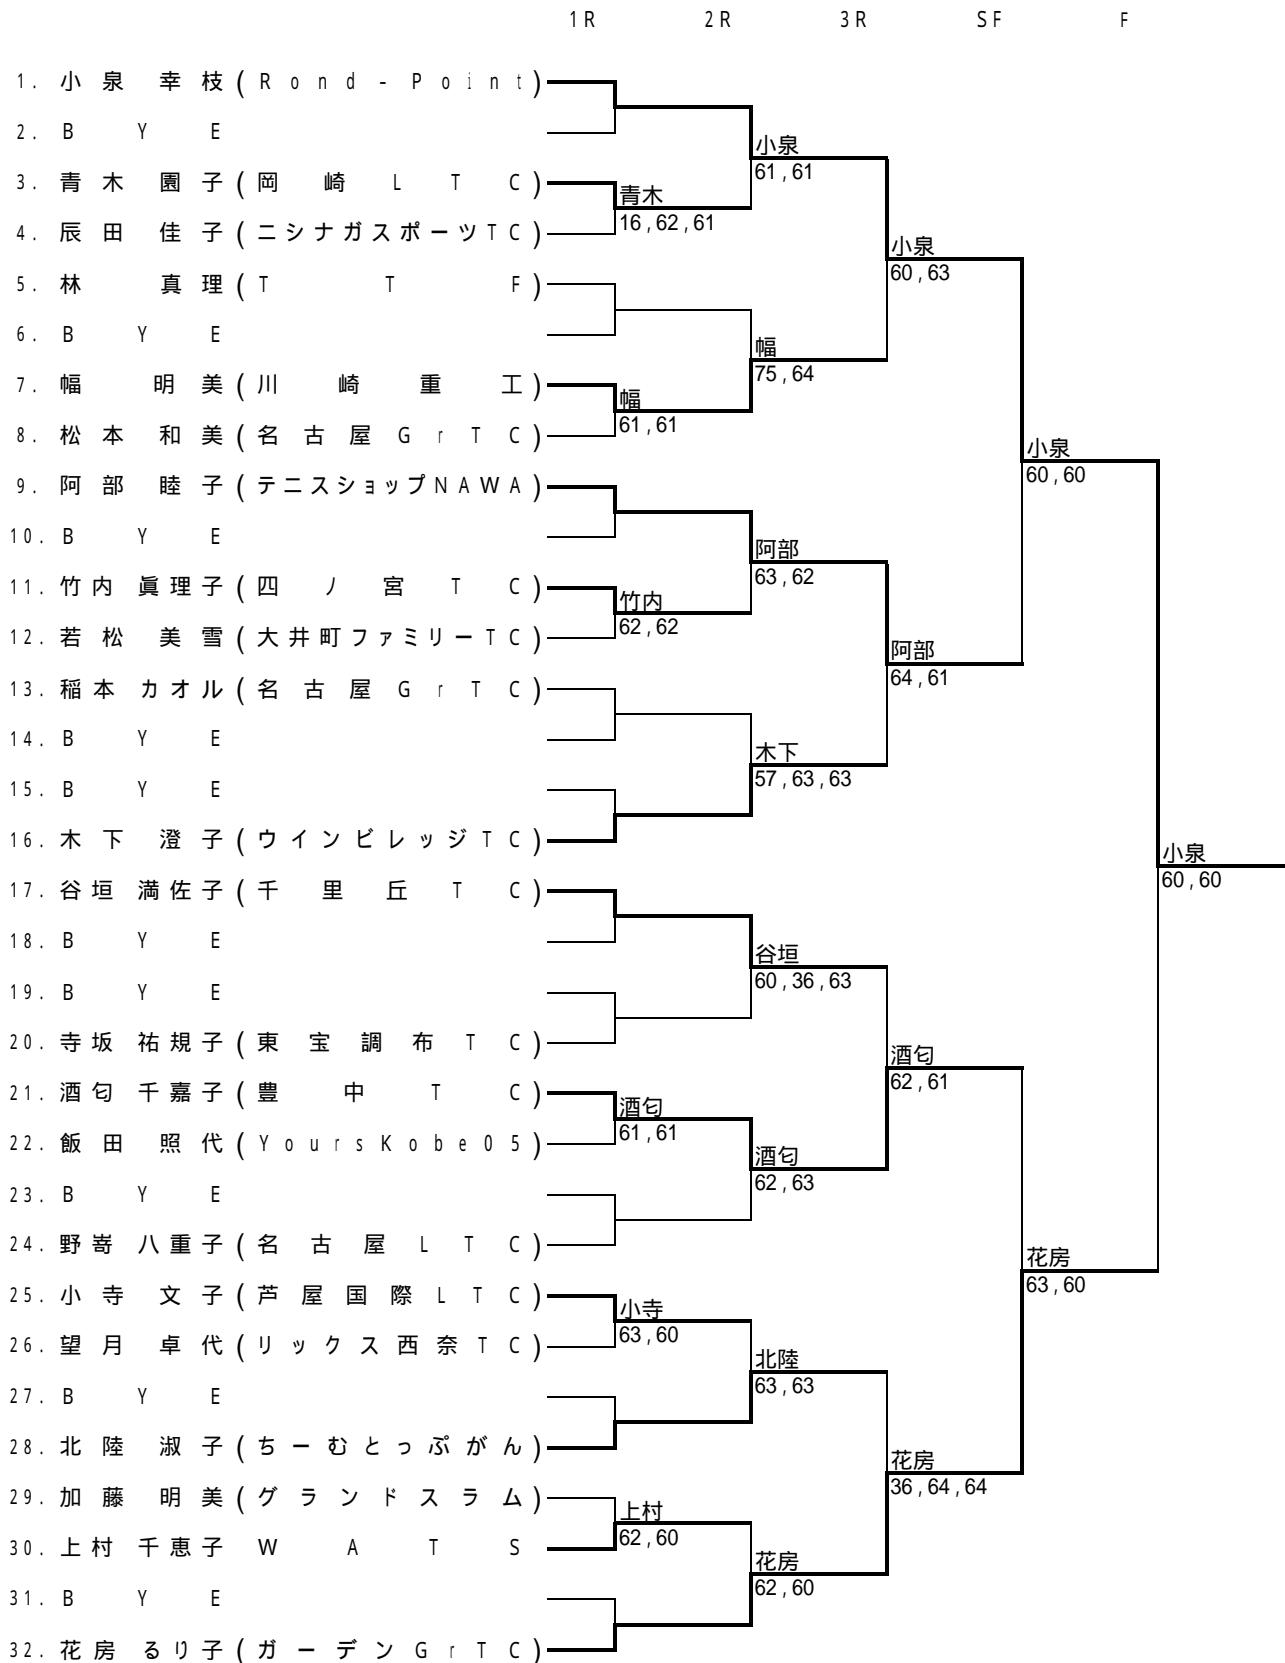 1R 2R 3R SF F
1. 小泉 幸枝 (Rond-Point)
2. BYE
小泉
61,61
3. 青木 園子 (岡崎LTC)
青木
16,62,61
4. 辰田 佳子 (ニシナガスポーツTC)
小泉
60,63
5. 林 真理 (TTF)
6. BYE
幅
75,64
7. 幅 明美 (川崎重工)
幅
61,61
8. 松本 和美 (名古屋GrTC)
小泉
60,60
9. 阿部 睦子 (テニスショップNAWA)
10. BYE
阿部
63,62
11. 竹内 眞理子 (四ノ宮TC)
竹内
62,62
12. 若松 美雪 (大井町ファミリーTC)
阿部
64,61
13. 稲本 カオル (名古屋GrTC)
14. BYE
木下
57,63,63
15. BYE
16. 木下 澄子 (ウインビレッジTC)
小泉
60,60
17. 谷垣 満佐子 (千里丘TC)
18. BYE
谷垣
60,36,63
19. BYE
20. 寺坂 祐規子 (東宝調布TC)
酒匂
62,61
21. 酒匂 千嘉子 (豊中TC)
酒匂
61,61
22. 飯田 照代 (YoursKobe05)
酒匂
62,63
23. BYE
24. 野嵜 八重子 (名古屋LTC)
花房
63,60
25. 小寺 文子 (芦屋国際LTC)
小寺
63,60
26. 望月 卓代 (リックス西奈TC)
北陸
63,63
27. BYE
28. 北陸 淑子 (ちーむとっぷがん)
花房
36,64,64
29. 加藤 明美 (グランドスラム)
上村
62,60
30. 上村 千恵子 WATS
花房
62,60
31. BYE
32. 花房 るり子 (ガーデンGrTC)